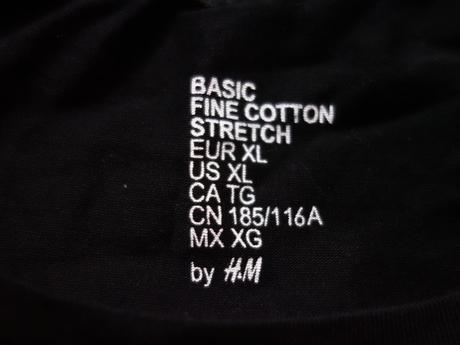 BASIC
FINE COTTON
STRETCH
EUR XL
US XL
CA TG
CN 185/116A
MX XG
by H&M